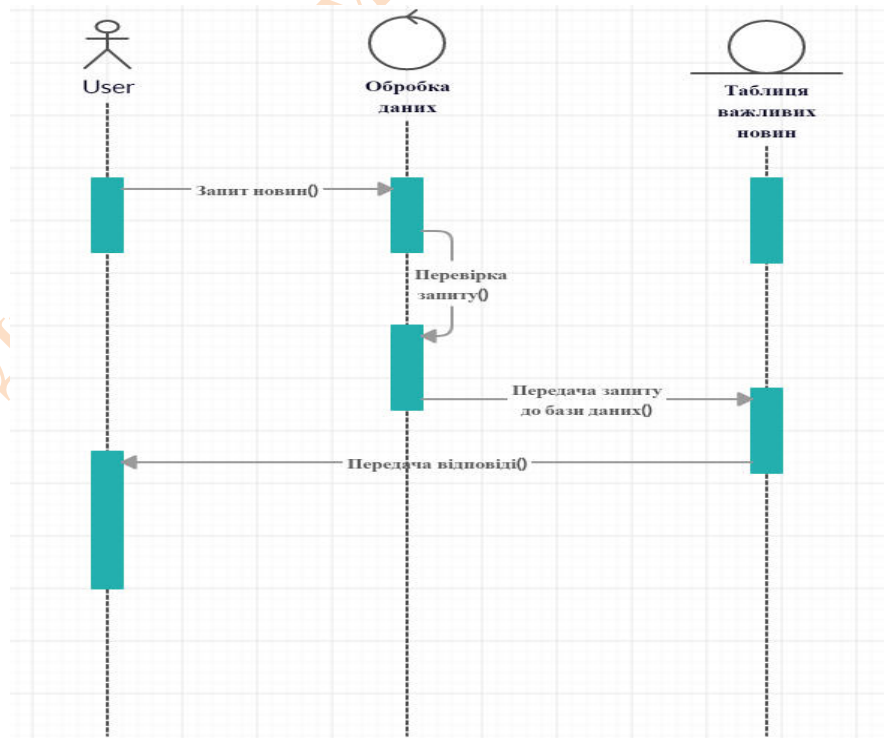 User
Обробка
даних
Таблиця
важливих
новин
Запит новин()
Перевірка
запиту()
Передача запиту
до бази даних()
Передача відповіді()